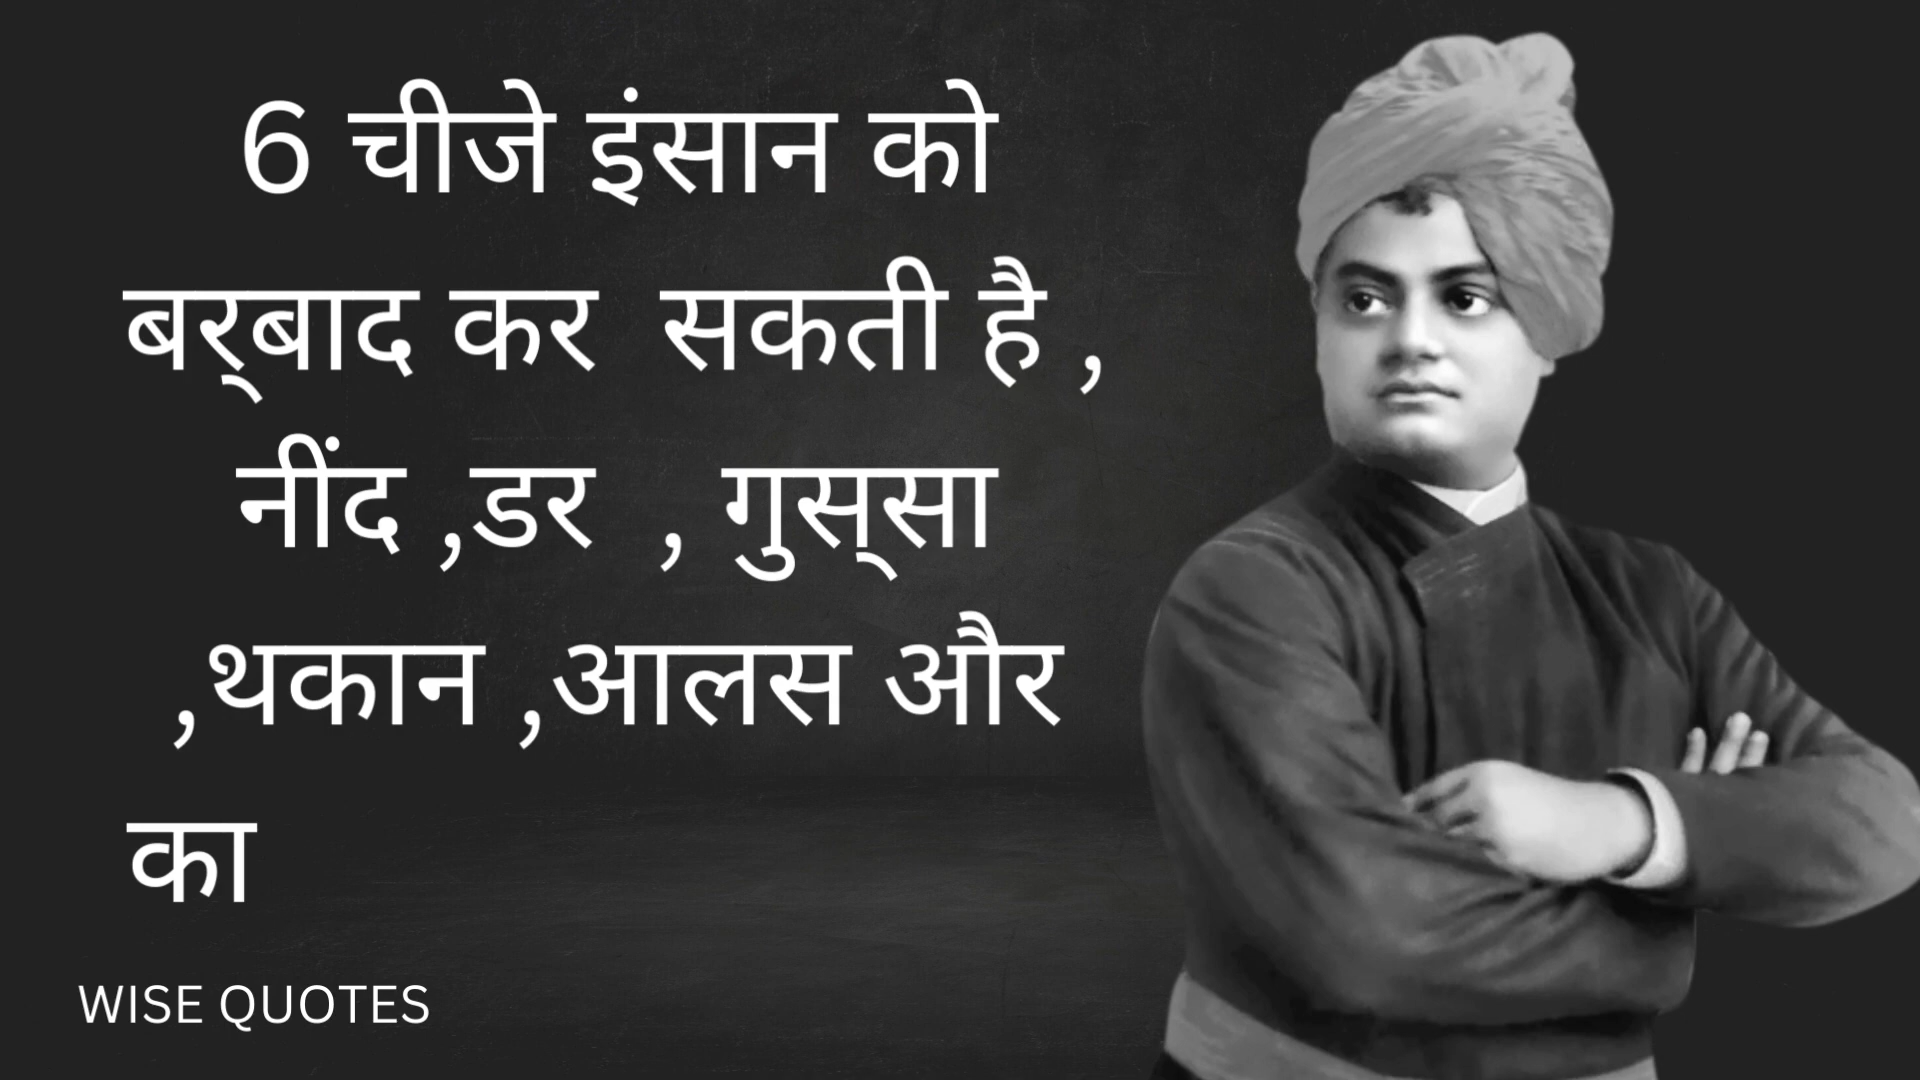 6 चीजे इंसान को
बर्‌बाद कर  सकती है ,
नींद ,डर  , गुस्‌सा
,थकान ,आलस और
का
WISE QUOTES